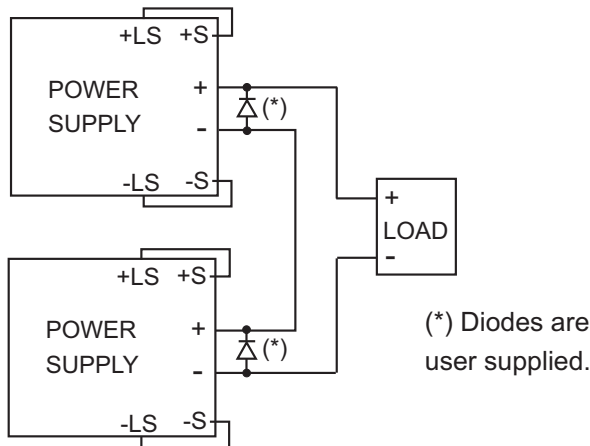 +LS +S
POWER
SUPPLY
+
-
(*)
-LS -S
+
LOAD
-
+LS +S
POWER
SUPPLY
+
-
(*)
-LS -S
(*) Diodes are
user supplied.